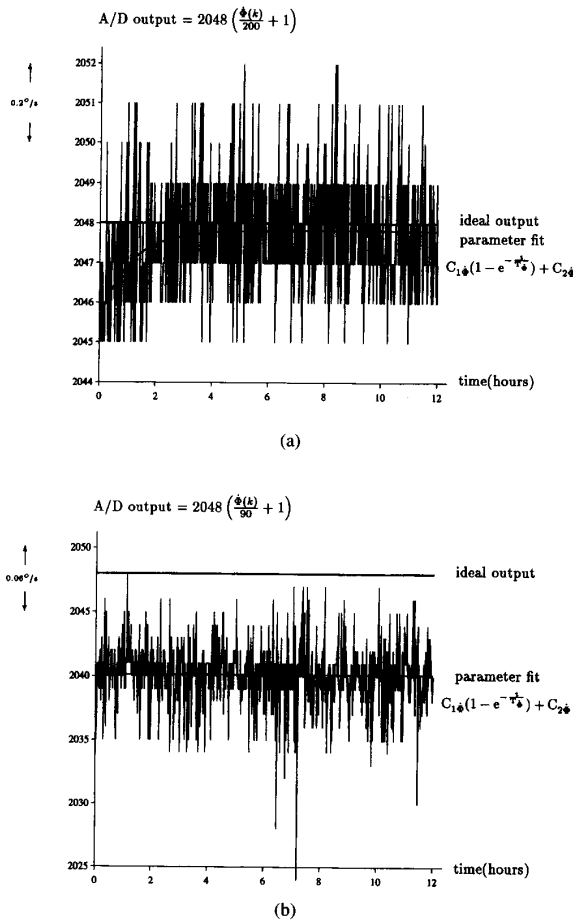 A/D output = 2048 (Φ̇(k)/200 + 1)
2052
0.2°/s
2051
2050
2049
2048
ideal output
parameter fit
2047
C₁Φ̇(1 − e^(−t/T_Φ̇)) + C₂Φ̇
2046
2045
2044
time(hours)
0 2 4 6 8 10 12
(a)
A/D output = 2048 (Φ̇(k)/90 + 1)
2050
0.06°/s
ideal output
2045
2040
parameter fit
C₁Φ̇(1 − e^(−t/T_Φ̇)) + C₂Φ̇
2035
2030
2025
time(hours)
0 2 4 6 8 10 12
(b)